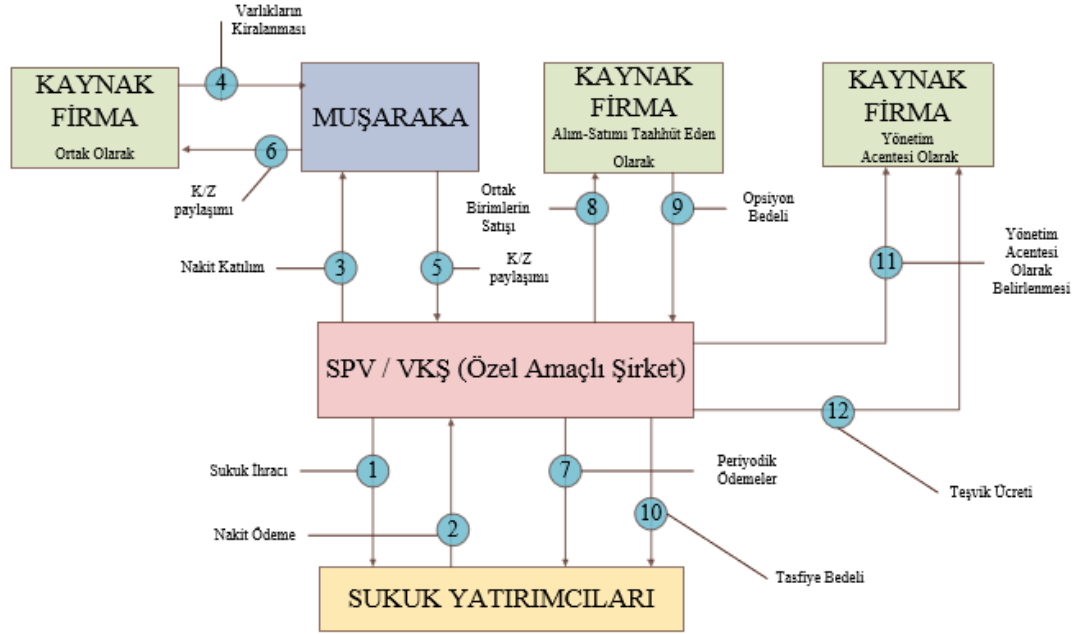 Varlıkların
Kiralanması
4
KAYNAK
FİRMA
Ortak Olarak
MUŞARAKA
KAYNAK
FİRMA
Alım-Satımı Taahhüt Eden
Olarak
KAYNAK
FİRMA
Yönetim
Acentesi Olarak
6
K/Z
paylaşımı
Ortak
Birimlerin
Satışı
8
9
Opsiyon
Bedeli
Nakit Katılım
3
5
K/Z
paylaşımı
11
Yönetim
Acentesi
Olarak
Belirlenmesi
SPV / VKŞ (Özel Amaçlı Şirket)
12
Teşvik Ücreti
Sukuk İhracı
1
7
Periyodik
Ödemeler
Nakit Ödeme
2
10
Tasfiye Bedeli
SUKUK YATIRIMCILARI